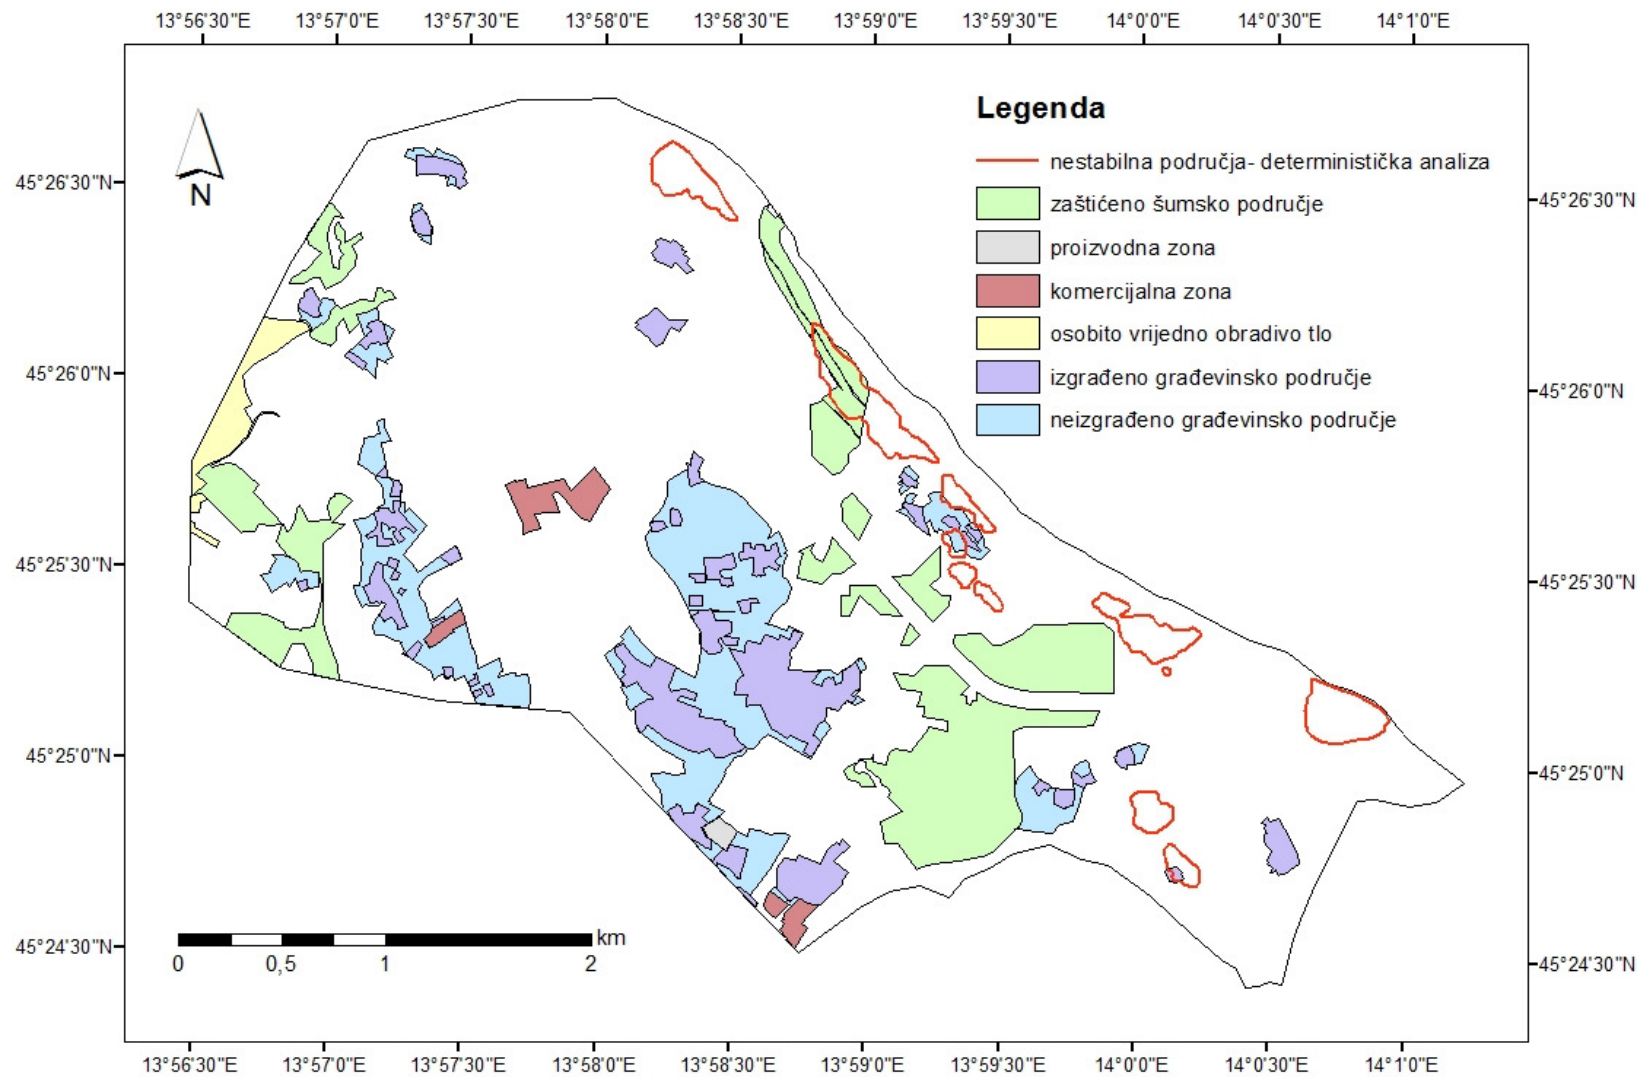 13°56'30"E 13°57'0"E 13°57'30"E 13°58'0"E 13°58'30"E 13°59'0"E 13°59'30"E 14°0'0"E 14°0'30"E 14°1'0"E
N
Legenda
nestabilna područja- deterministička analiza
zaštićeno šumsko područje
proizvodna zona
komercijalna zona
osobito vrijedno obradivo tlo
izgrađeno građevinsko područje
neizgrađeno građevinsko područje
45°26'30"N
45°26'0"N
45°25'30"N
45°25'0"N
45°24'30"N
45°26'30"N
45°26'0"N
45°25'30"N
45°25'0"N
45°24'30"N
km
0 0,5 1 2
13°56'30"E 13°57'0"E 13°57'30"E 13°58'0"E 13°58'30"E 13°59'0"E 13°59'30"E 14°0'0"E 14°0'30"E 14°1'0"E